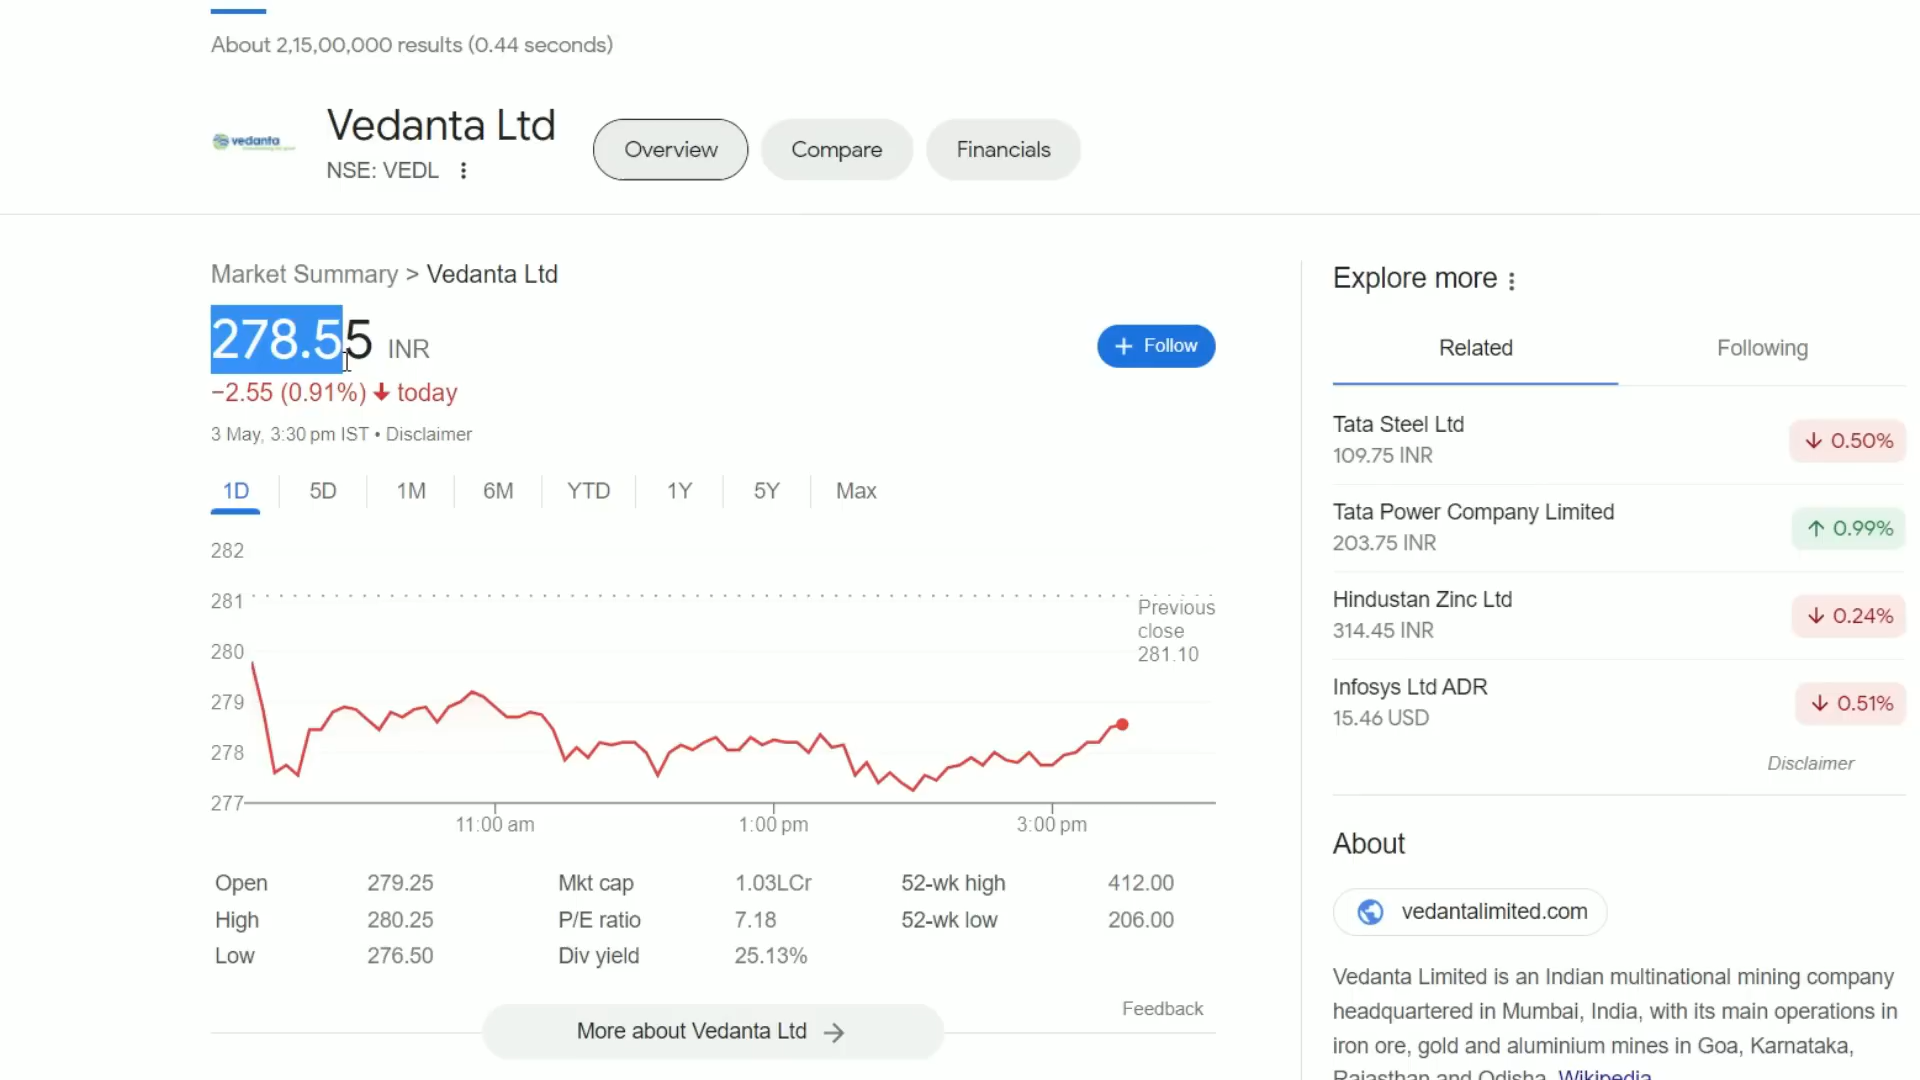 About 2,15,00,000 results (0.44 seconds)
vedanta
Vedanta Ltd
NSE: VEDL
Overview
Compare
Financials
Market Summary > Vedanta Ltd
278.55 INR
+ Follow
−2.55 (0.91%) ↓ today
3 May, 3:30 pm IST • Disclaimer
1D 5D 1M 6M YTD 1Y 5Y Max
282
281
280
279
278
277
Previous
close
281.10
11:00 am 1:00 pm 3:00 pm
Open 279.25 Mkt cap 1.03LCr 52-wk high 412.00
High 280.25 P/E ratio 7.18 52-wk low 206.00
Low 276.50 Div yield 25.13%
Feedback
More about Vedanta Ltd →
Explore more
Related Following
Tata Steel Ltd
109.75 INR
↓ 0.50%
Tata Power Company Limited
203.75 INR
↑ 0.99%
Hindustan Zinc Ltd
314.45 INR
↓ 0.24%
Infosys Ltd ADR
15.46 USD
↓ 0.51%
Disclaimer
About
vedantalimited.com
Vedanta Limited is an Indian multinational mining company
headquartered in Mumbai, India, with its main operations in
iron ore, gold and aluminium mines in Goa, Karnataka,
Rajasthan and Odisha. Wikipedia